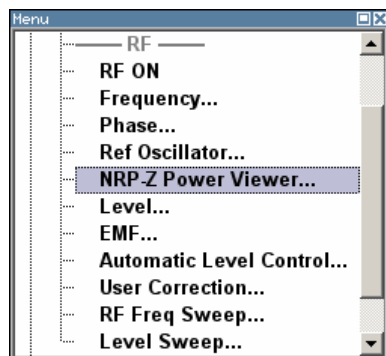 Menu
RF
RF ON
Frequency...
Phase...
Ref Oscillator...
NRP-Z Power Viewer...
Level...
EMF...
Automatic Level Control...
User Correction...
RF Freq Sweep...
Level Sweep...